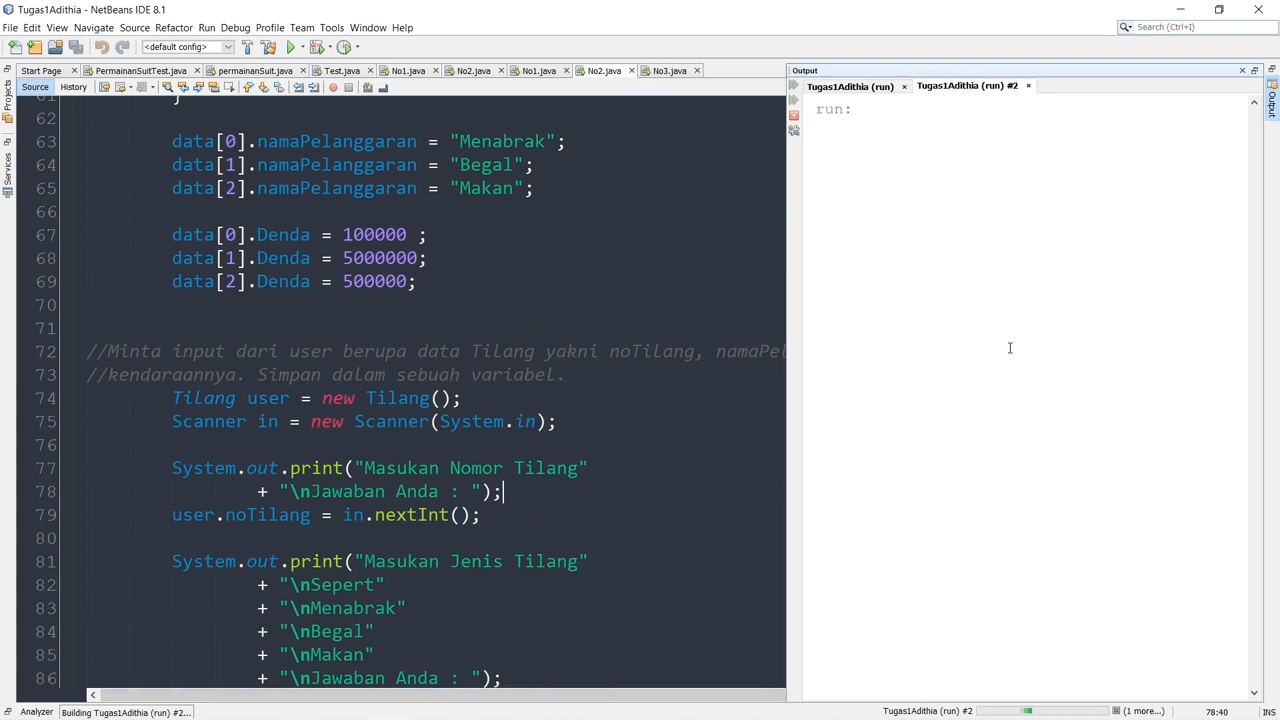 Tugas1Adithia - NetBeans IDE 8.1
File Edit View Navigate Source Refactor Run Debug Profile Team Tools Window Help
Search (Ctrl+I)
<default config>
Start Page PermainanSuitTest.java permainanSuit.java Test.java No1.java No2.java No1.java No2.java No3.java
Source History
61 }
62
63 data[0].namaPelanggaran = "Menabrak";
64 data[1].namaPelanggaran = "Begal";
65 data[2].namaPelanggaran = "Makan";
66
67 data[0].Denda = 100000 ;
68 data[1].Denda = 5000000;
69 data[2].Denda = 500000;
70
71
72 //Minta input dari user berupa data Tilang yakni noTilang, namaPel
73 //kendaraannya. Simpan dalam sebuah variabel.
74 Tilang user = new Tilang();
75 Scanner in = new Scanner(System.in);
76
77 System.out.print("Masukan Nomor Tilang"
78 + "\nJawaban Anda : ");
79 user.noTilang = in.nextInt();
80
81 System.out.print("Masukan Jenis Tilang"
82 + "\nSepert"
83 + "\nMenabrak"
84 + "\nBegal"
85 + "\nMakan"
86 + "\nJawaban Anda : ");
Projects
Services
Output
Tugas1Adithia (run) Tugas1Adithia (run) #2
run:
Output
Analyzer Building Tugas1Adithia (run) #2...
Tugas1Adithia (run) #2 (1 more...) 78:40 INS